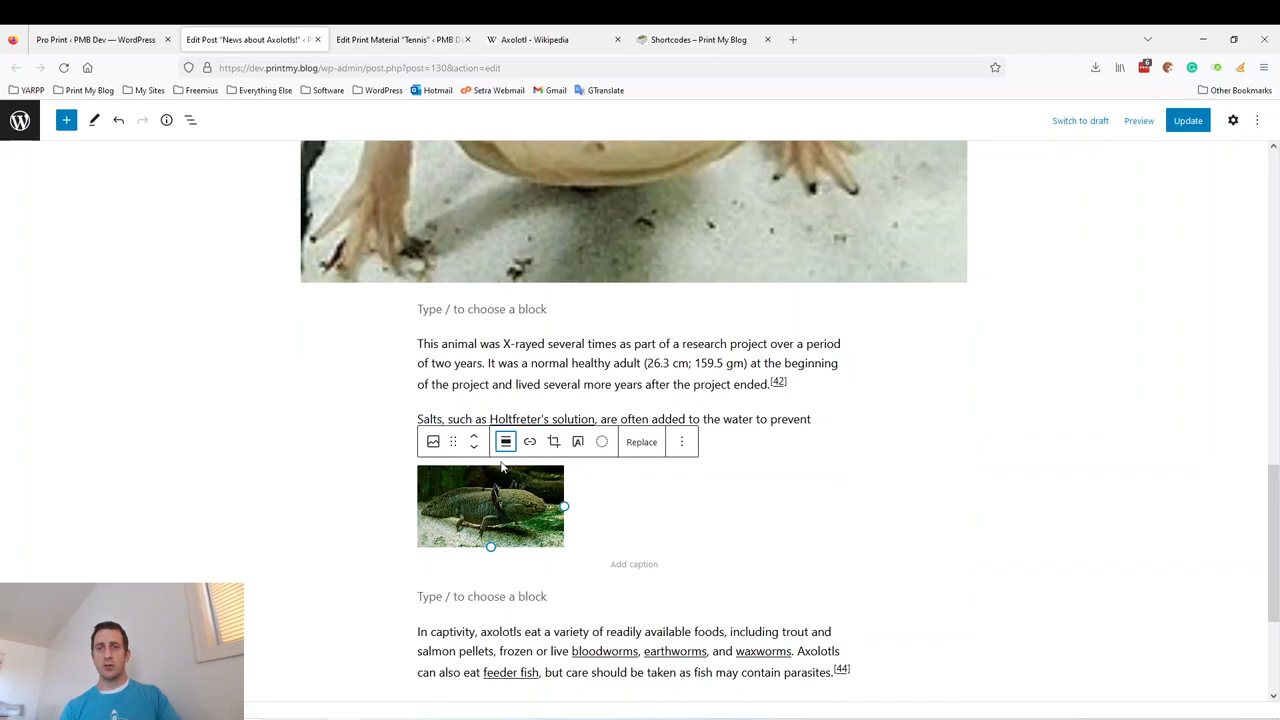 Pro Print ‹ PMB Dev — WordPress
Edit Post "News about Axolotls!" ‹ P
Edit Print Material "Tennis" ‹ PMB D
W Axolotl - Wikipedia
Shortcodes – Print My Blog
https://dev.printmy.blog/wp-admin/post.php?post=130&action=edit
6
YARPP
Print My Blog
My Sites
Freemius
Everything Else
Software
WordPress
Hotmail
Setra Webmail
Gmail
GTranslate
Other Bookmarks
Switch to draft
Preview
Update
Type / to choose a block
This animal was X-rayed several times as part of a research project over a period
of two years. It was a normal healthy adult (26.3 cm; 159.5 gm) at the beginning
of the project and lived several more years after the project ended.[42]
Salts, such as Holtfreter's solution, are often added to the water to prevent
Replace
Add caption
Type / to choose a block
In captivity, axolotls eat a variety of readily available foods, including trout and
salmon pellets, frozen or live bloodworms, earthworms, and waxworms. Axolotls
can also eat feeder fish, but care should be taken as fish may contain parasites.[44]